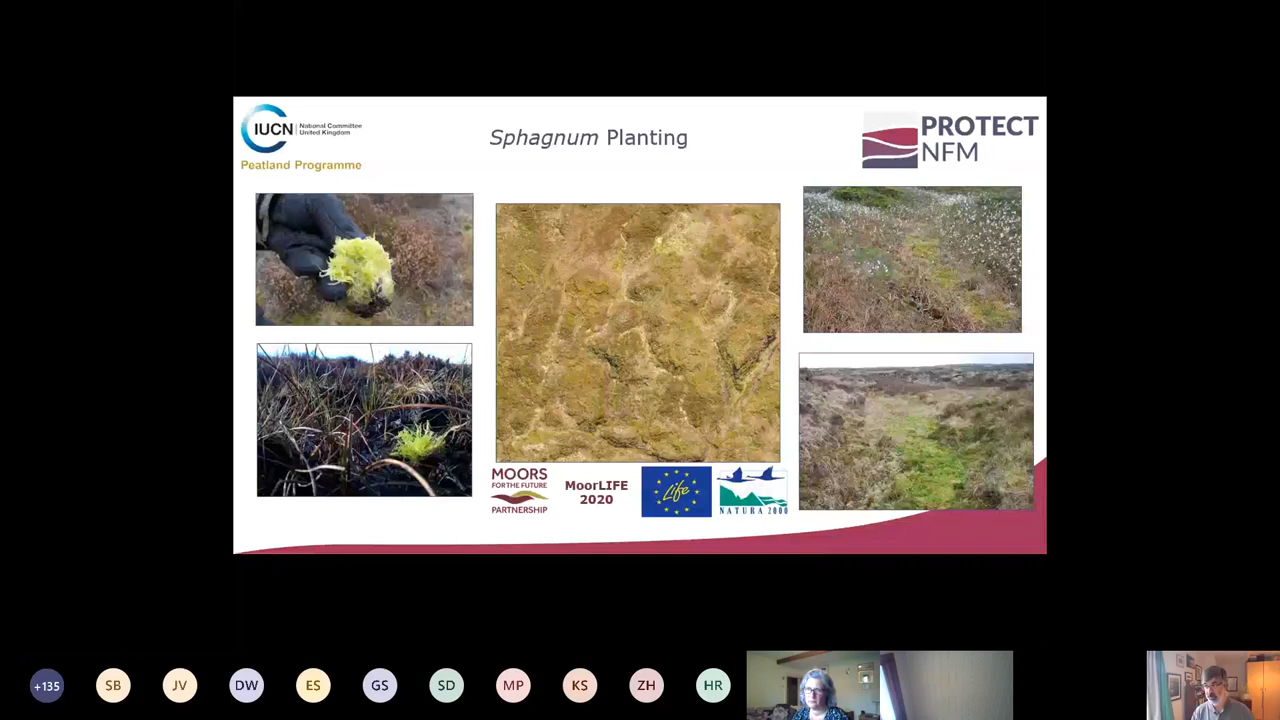 IUCN
National Committee
United Kingdom
Peatland Programme
Sphagnum Planting
PROTECT
NFM
MOORS
FOR THE FUTURE
PARTNERSHIP
MoorLIFE
2020
Life
NATURA 2000
+135
SB
JV
DW
ES
GS
SD
MP
KS
ZH
HR